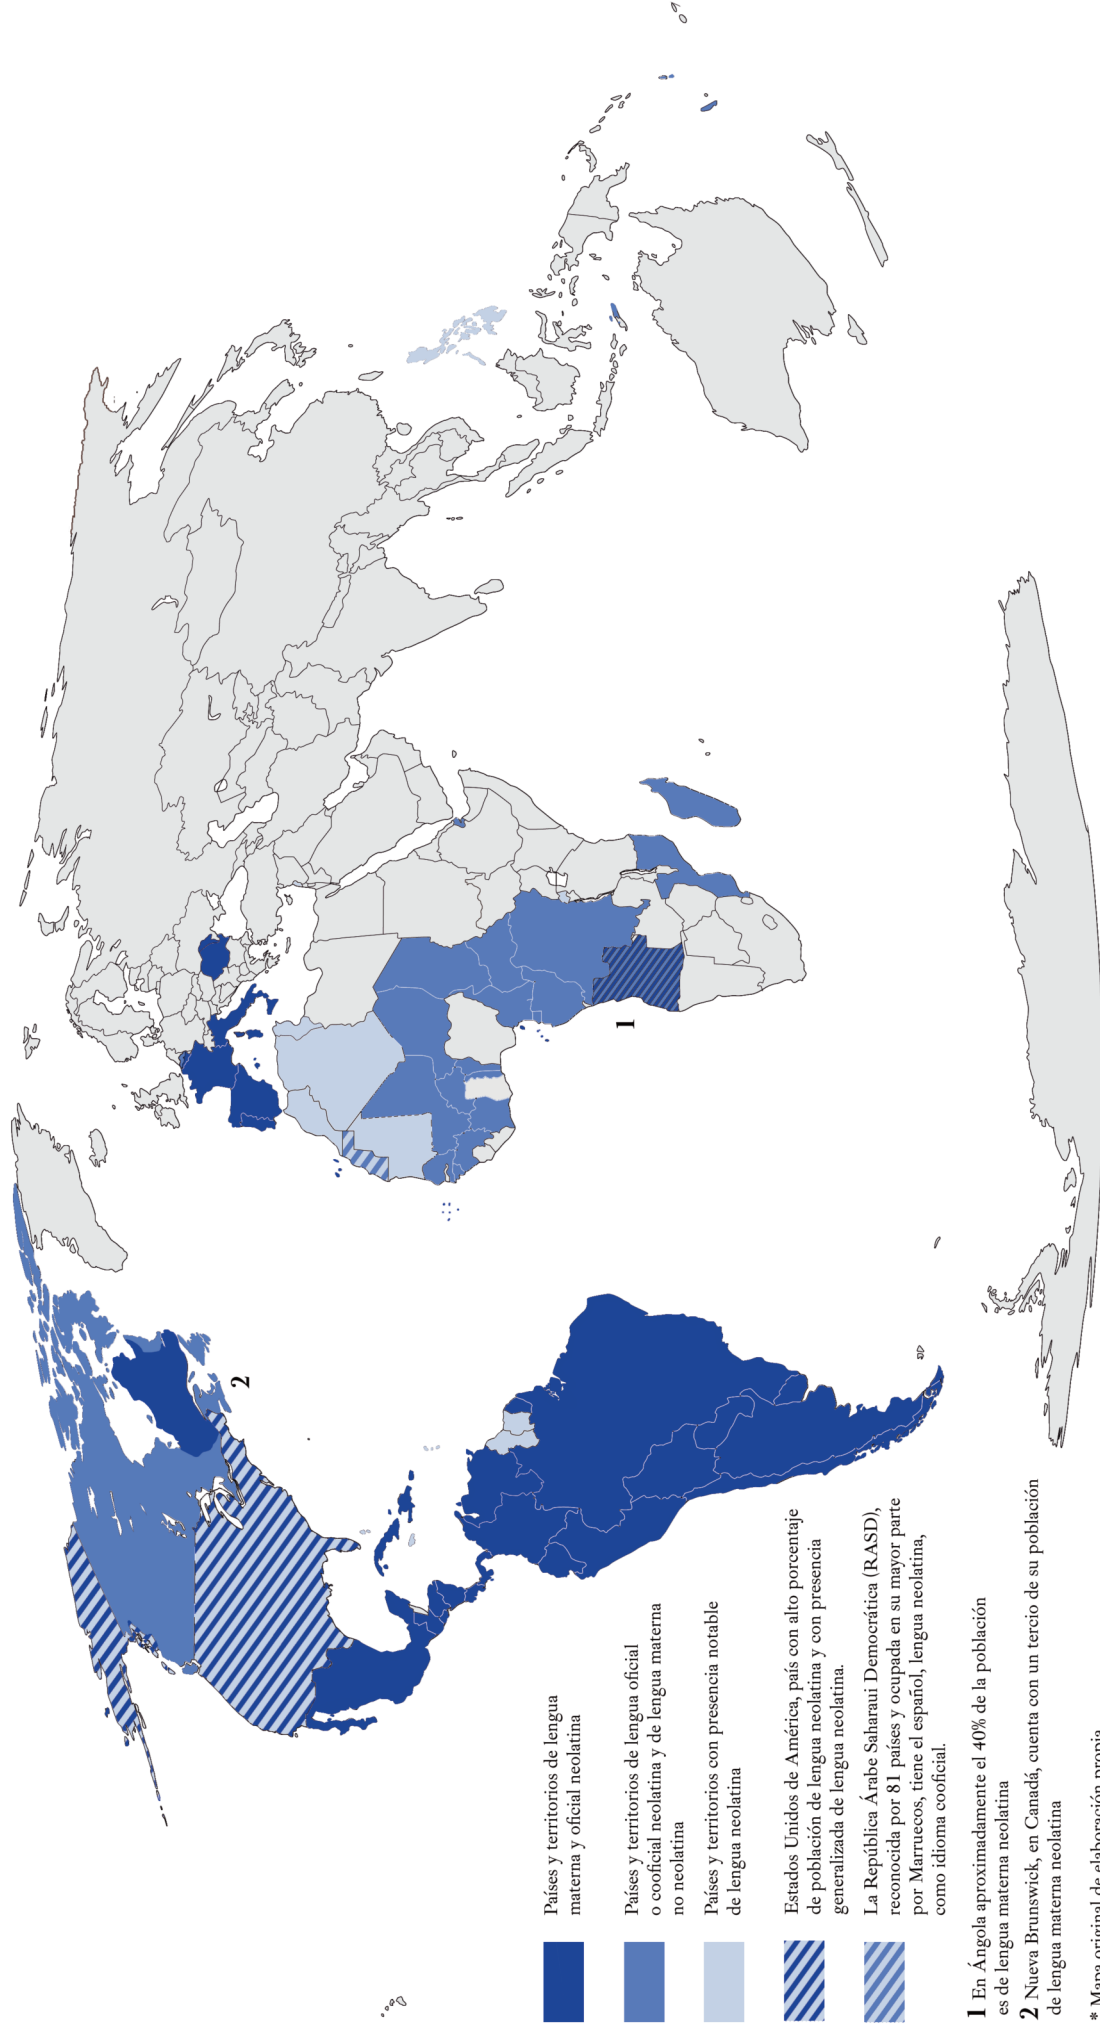 1
2
Países y territorios de lengua
materna y oficial neolatina
Países y territorios de lengua oficial
o cooficial neolatina y de lengua materna
no neolatina
Países y territorios con presencia notable
de lengua neolatina
Estados Unidos de América, país con alto porcentaje
de población de lengua neolatina y con presencia
generalizada de lengua neolatina.
La República Árabe Saharaui Democrática (RASD),
reconocida por 81 países y ocupada en su mayor parte
por Marruecos, tiene el español, lengua neolatina,
como idioma cooficial.
1 En Ángola aproximadamente el 40% de la población
es de lengua materna neolatina
2 Nueva Brunswick, en Canadá, cuenta con un tercio de su población
de lengua materna neolatina
* Mapa original de elaboración propia